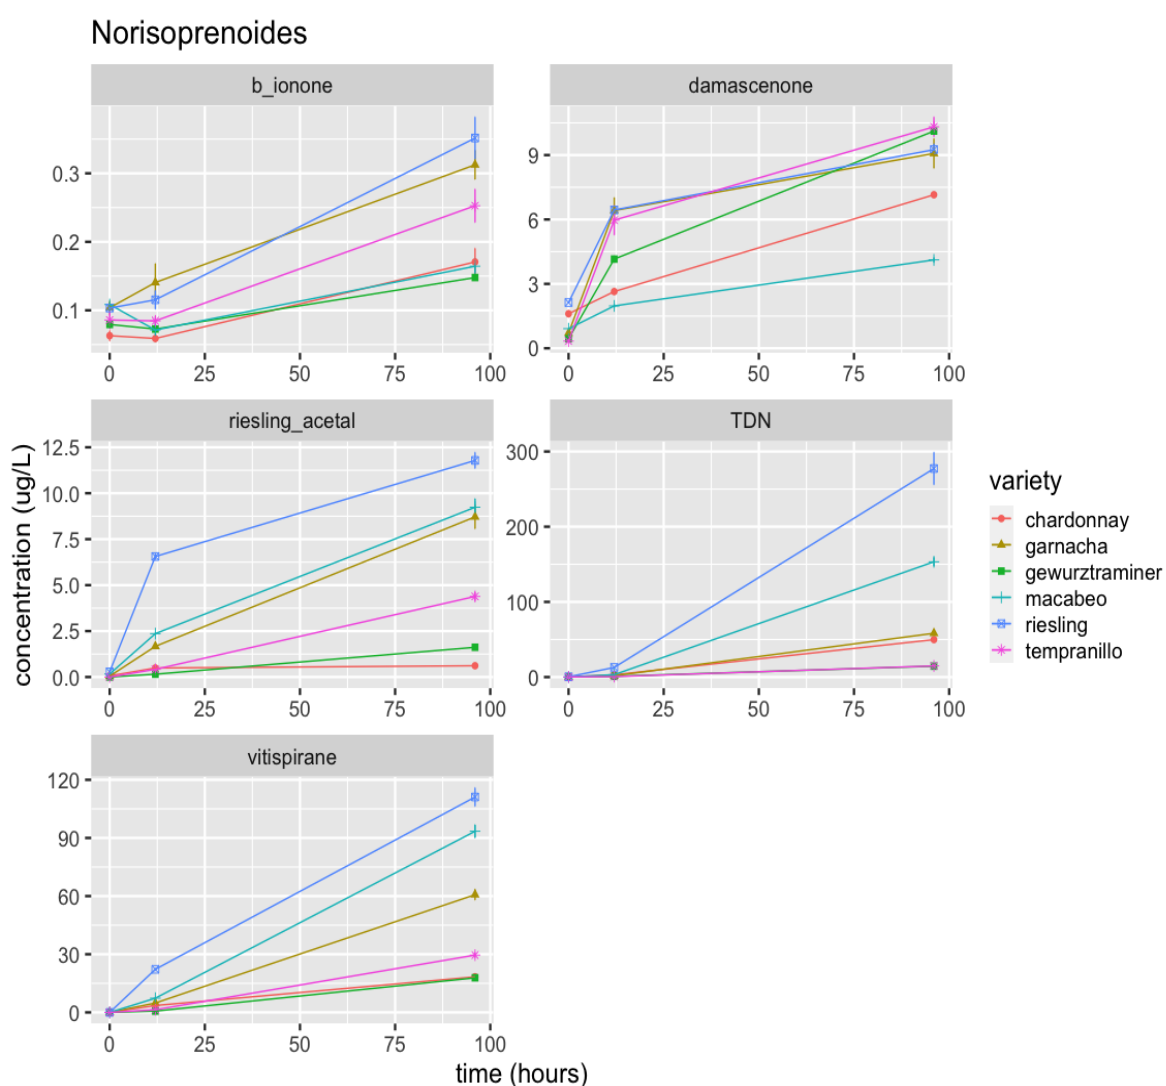 Norisoprenoides
b_ionone
damascenone
0.3
0.2
0.1
9
6
3
0
0 25 50 75 100
0 25 50 75 100
riesling_acetal
TDN
12.5
10.0
7.5
5.0
2.5
0.0
300
200
100
0
0 25 50 75 100
0 25 50 75 100
vitispirane
120
90
60
30
0
0 25 50 75 100
concentration (ug/L)
time (hours)
variety
chardonnay
garnacha
gewurztraminer
macabeo
riesling
tempranillo